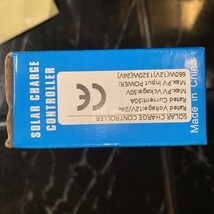 SOLAR CHARGE
CONTROLLER
SOLAR CHARGE CONTROLLER
Rated Voltage:12V/24V
Rated Current:50A
Max.PV Voltage:50V
Max.PV Input POWER:
660W(12V)1320W(24V)
CE
Made in China